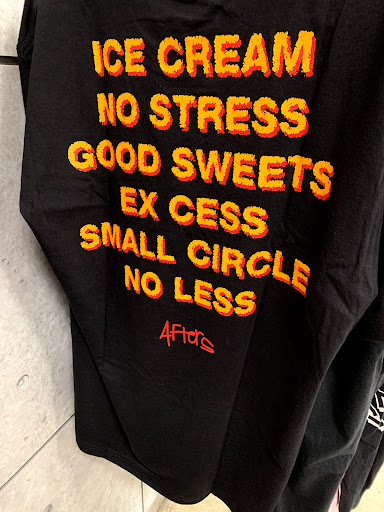 ICE CREAM
NO STRESS
GOOD SWEETS
EX CESS
SMALL CIRCLE
NO LESS
Afters